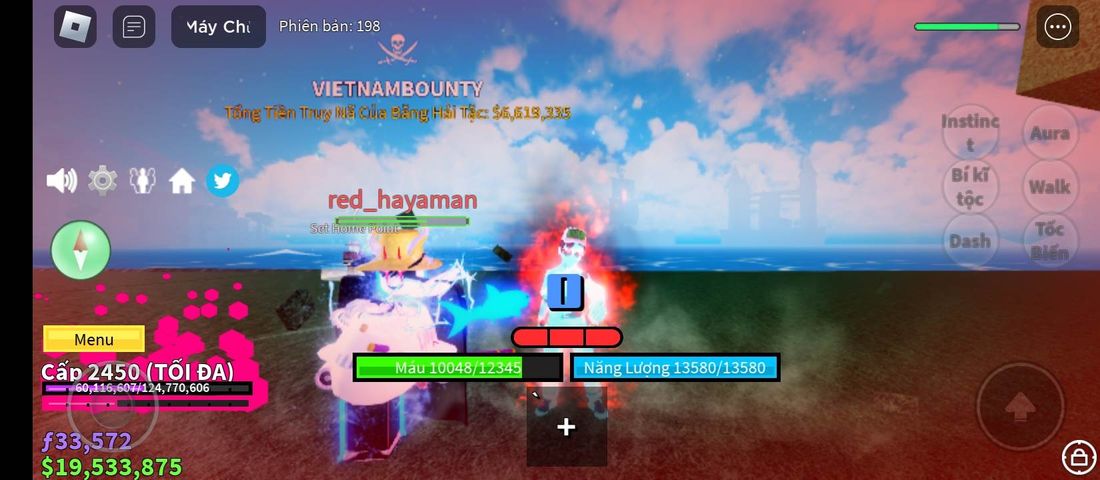 Máy Chủ
Phiên bản: 198
VIETNAMBOUNTY
Tổng Tiền Truy Nã Của Băng Hải Tặc: $6,619,335
Instinct
Aura
red_hayaman
Set Home Point
Bí kĩ tộc
Walk
Dash
Tốc Biến
Menu
Cấp 2450 (TỐI ĐA)
60,116,607/124,770,606
Máu 10048/12345
Năng Lượng 13580/13580
+
ƒ33,572
$19,533,875